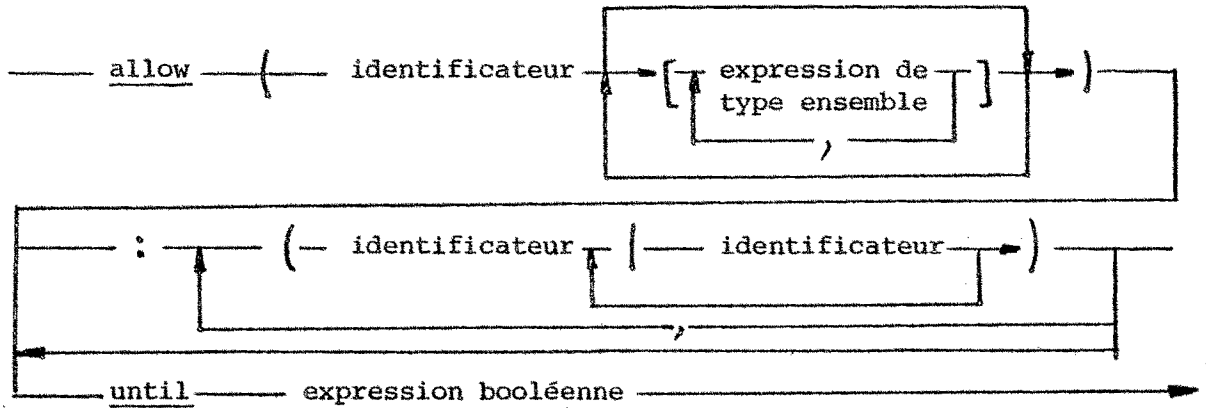 allow ( identificateur [ expression de type ensemble ] )
,
: ( identificateur ( identificateur )
,
until expression booléenne